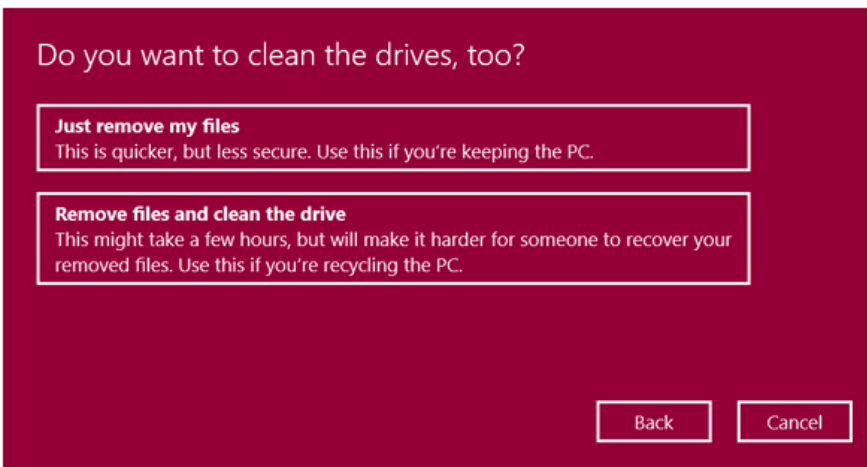 Do you want to clean the drives, too?
Just remove my files
This is quicker, but less secure. Use this if you're keeping the PC.
Remove files and clean the drive
This might take a few hours, but will make it harder for someone to recover your
removed files. Use this if you're recycling the PC.
Back
Cancel